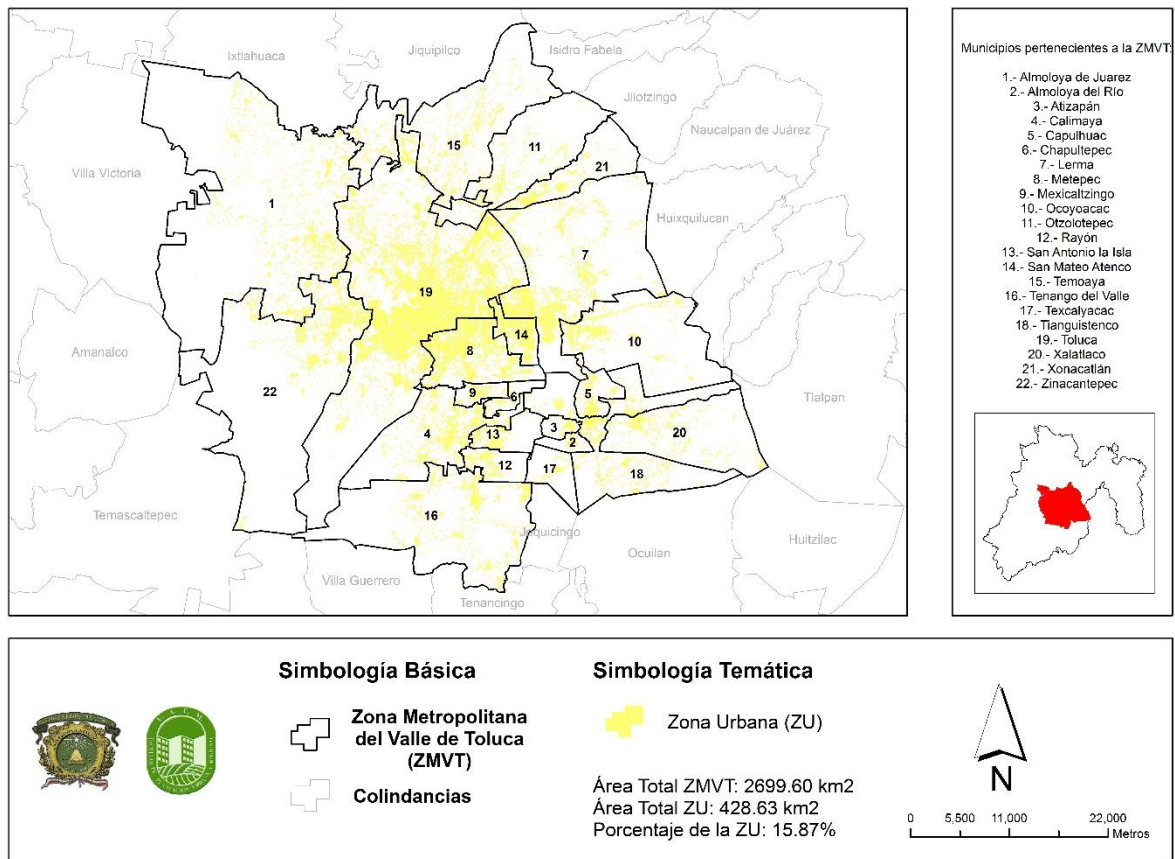 Ixtlahuaca
Jiquipilco
Isidro Fabela
Jilotzingo
Naucalpan de Juárez
15
11
21
Villa Victoria
1
Huixquilucan
7
19
14
10
8
Amanalco
22
9
6
5
Tlalpan
3
4
13
2
20
12
17
18
16
Temascaltepec
Joquicingo
Ocuilan
Huitzilac
Villa Guerrero
Tenancingo
Municipios pertenecientes a la ZMVT:
1.- Almoloya de Juarez
2.- Almoloya del Río
3.- Atizapán
4.- Calimaya
5.- Capulhuac
6.- Chapultepec
7.- Lerma
8.- Metepec
9.- Mexicaltzingo
10.- Ocoyoacac
11.- Otzolotepec
12.- Rayón
13.- San Antonio la Isla
14.- San Mateo Atenco
15.- Temoaya
16.- Tenango del Valle
17.- Texcalyacac
18.- Tianguistenco
19.- Toluca
20.- Xalatlaco
21.- Xonacatlán
22.- Zinacantepec
Simbología Básica
Zona Metropolitana
del Valle de Toluca
(ZMVT)
Colindancias
Simbología Temática
Zona Urbana (ZU)
Área Total ZMVT: 2699.60 km2
Área Total ZU: 428.63 km2
Porcentaje de la ZU: 15.87%
N
0 5,500 11,000 22,000
Metros